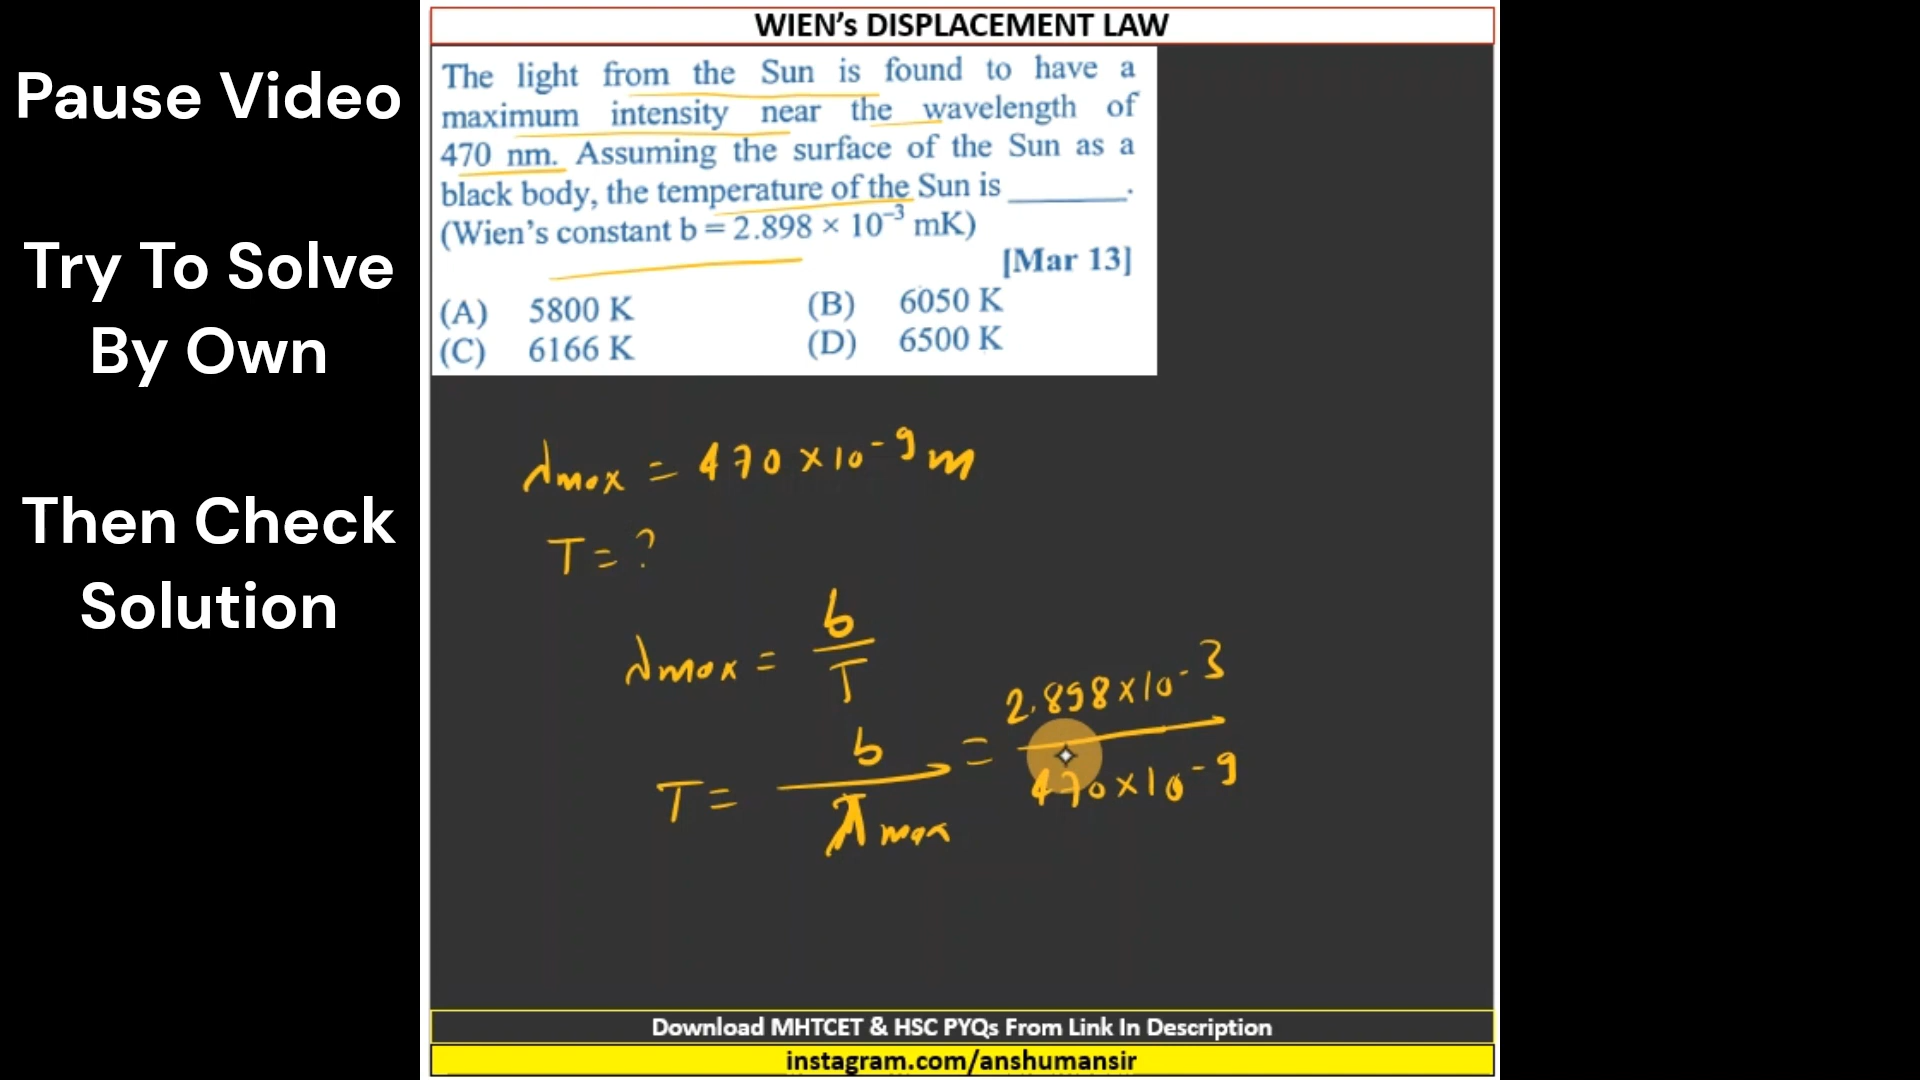 Pause Video
Try To Solve
By Own
Then Check
Solution
WIEN's DISPLACEMENT LAW
The light from the Sun is found to have a
maximum intensity near the wavelength of
470 nm. Assuming the surface of the Sun as a
black body, the temperature of the Sun is ______.
(Wien's constant b = 2.898 × 10⁻³ mK)
[Mar 13]
(A) 5800 K (B) 6050 K
(C) 6166 K (D) 6500 K
λmax = 470 × 10⁻⁹ m
T = ?
λmax = b/T
T = b/λmax = 2.898 × 10⁻³ / 470 × 10⁻⁹
Download MHTCET & HSC PYQs From Link In Description
instagram.com/anshumansir